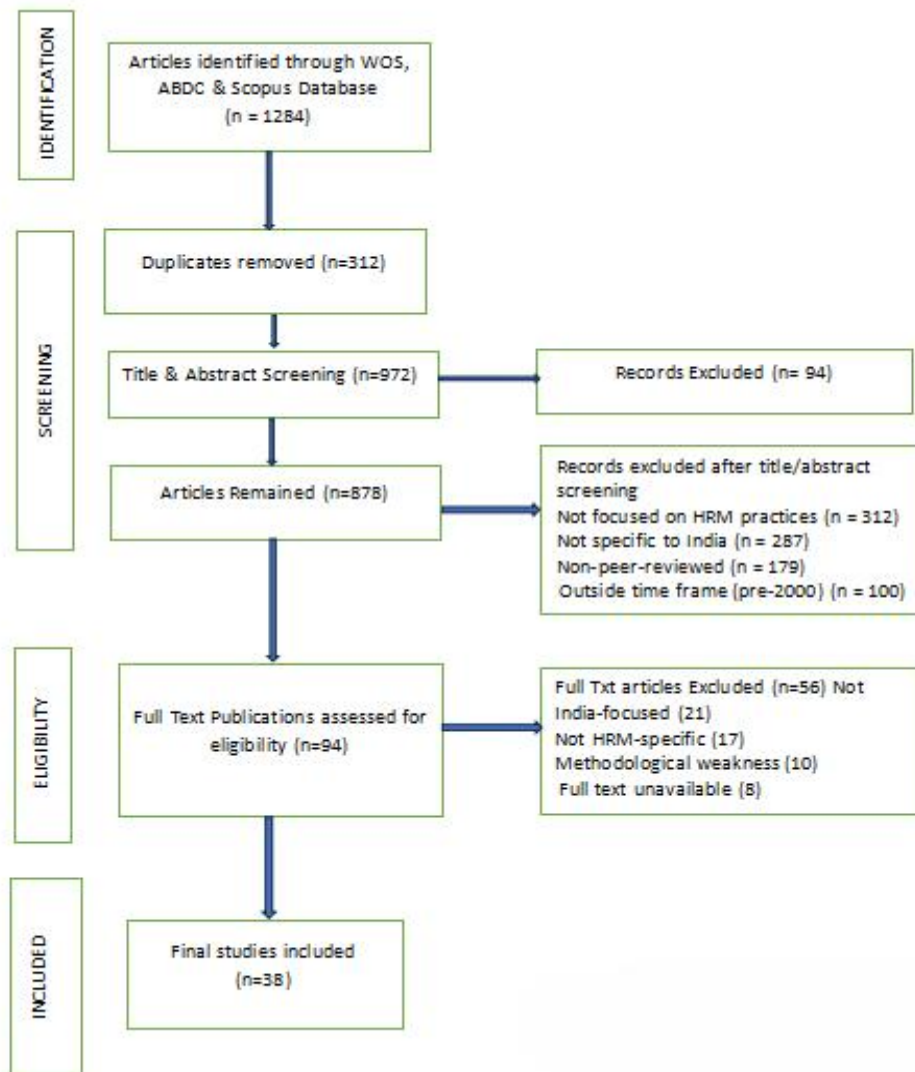 IDENTIFICATION
Articles identified through WOS,
ABDC & Scopus Database
(n = 1284)
SCREENING
Duplicates removed (n=312)
Title & Abstract Screening (n=972)
Records Excluded (n= 94)
Articles Remained (n=878)
Records excluded after title/abstract
screening
Not focused on HRM practices (n = 312)
Not specific to India (n = 287)
Non-peer-reviewed (n = 179)
Outside time frame (pre-2000) (n = 100)
ELIGIBILITY
Full Text Publications assessed for
eligibility (n=94)
Full Txt articles Excluded (n=56) Not
India-focused (21)
Not HRM-specific (17)
Methodological weakness (10)
Full text unavailable (8)
INCLUDED
Final studies included
(n=38)